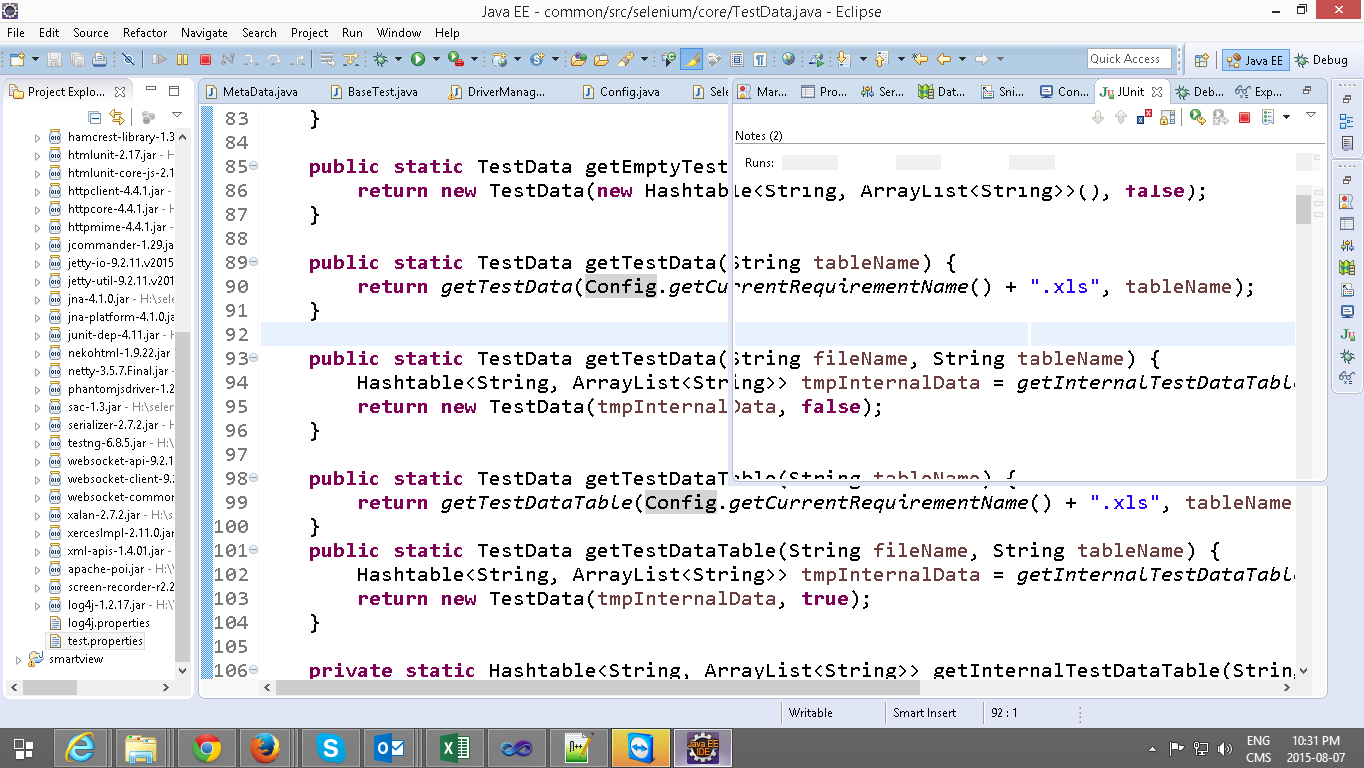 Java EE - common/src/selenium/core/TestData.java - Eclipse
File Edit Source Refactor Navigate Search Project Run Window Help
Quick Access Java EE Debug
Project Explo...
hamcrest-library-1.3
htmlunit-2.17.jar - H
htmlunit-core-js-2.1
httpclient-4.4.1.jar -
httpcore-4.4.1.jar -
httpmime-4.4.1.jar -
jcommander-1.29.ja
jetty-io-9.2.11.v2015
jetty-util-9.2.11.v201
jna-4.1.0.jar - H:\sele
jna-platform-4.1.0.ja
junit-dep-4.11.jar - H
nekohtml-1.9.22.jar
netty-3.5.7.Final.jar
phantomjsdriver-1.2
sac-1.3.jar - H:\seler
serializer-2.7.2.jar -
testng-6.8.5.jar - H:\
websocket-api-9.2.1
websocket-client-9.
websocket-common
xalan-2.7.2.jar - H:\s
xercesImpl-2.11.0.jar
xml-apis-1.4.01.jar -
apache-poi.jar - H:\
screen-recorder-r2.2
log4j-1.2.17.jar - H:\
log4j.properties
test.properties
smartview
MetaData.java BaseTest.java DriverManag... Config.java Sele
Mar... Pro... Ser... Dat... Sni... Con... JUnit Deb... Exp...
Notes (2)
Runs:
83 }
84
85 public static TestData getEmptyTest
86 return new TestData(new Hashtable<String, ArrayList<String>>(), false);
87 }
88
89 public static TestData getTestData(String tableName) {
90 return getTestData(Config.getCurrentRequirementName() + ".xls", tableName);
91 }
92
93 public static TestData getTestData(String fileName, String tableName) {
94 Hashtable<String, ArrayList<String>> tmpInternalData = getInternalTestDataTabl
95 return new TestData(tmpInternalData, false);
96 }
97
98 public static TestData getTestDataTable(String tableName) {
99 return getTestDataTable(Config.getCurrentRequirementName() + ".xls", tableName
100 }
101 public static TestData getTestDataTable(String fileName, String tableName) {
102 Hashtable<String, ArrayList<String>> tmpInternalData = getInternalTestDataTabl
103 return new TestData(tmpInternalData, true);
104 }
105
106 private static Hashtable<String, ArrayList<String>> getInternalTestDataTable(Strin
Writable Smart Insert 92 : 1
ENG 10:31 PM
CMS 2015-08-07